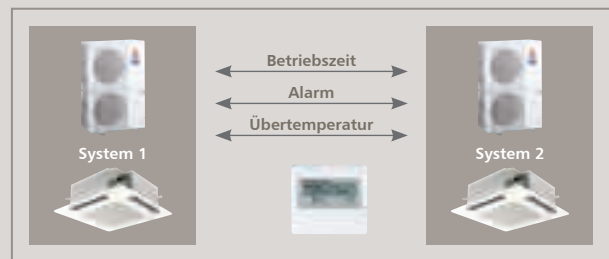 Betriebszeit
Alarm
Übertemperatur
System 1
System 2